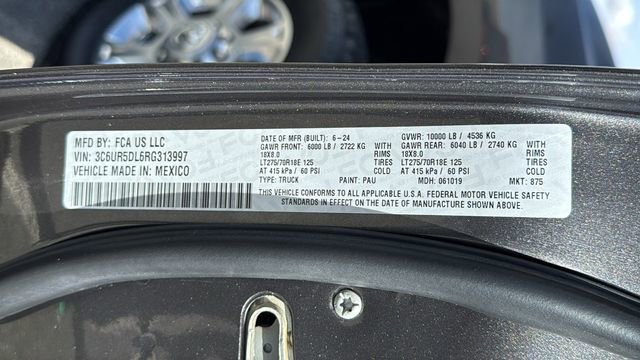 MFD BY: FCA US LLC
VIN: 3C6UR5DL6RG313997
VEHICLE MADE IN: MEXICO
DATE OF MFR (BUILT): 6-24
GAWR FRONT: 6000 LB / 2722 KG WITH
18X8.0 RIMS
LT275/70R18E 125 TIRES
AT 415 kPa / 60 PSI COLD
TYPE: TRUCK PAINT: PAU
GVWR: 10000 LB / 4536 KG
GAWR REAR: 6040 LB / 2740 KG WITH
18X8.0 RIMS
LT275/70R18E 125 TIRES
AT 415 kPa / 60 PSI COLD
MDH: 061019 MKT: 875
THIS VEHICLE CONFORMS TO ALL APPLICABLE U.S.A. FEDERAL MOTOR VEHICLE SAFETY
STANDARDS IN EFFECT ON THE DATE OF MANUFACTURE SHOWN ABOVE